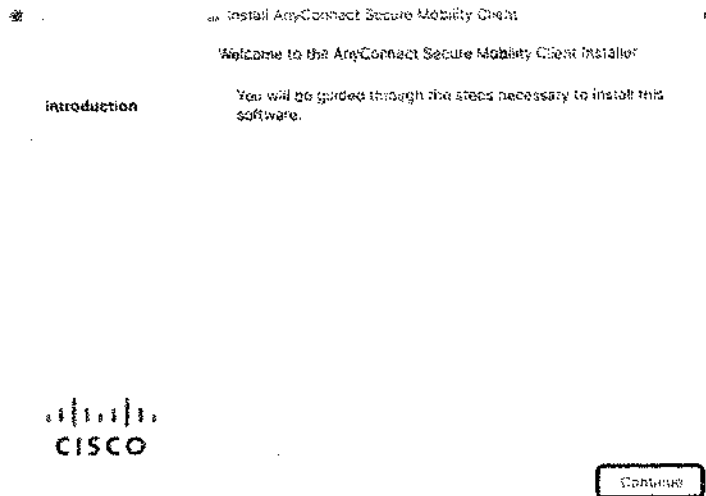 Install AnyConnect Secure Mobility Client
Welcome to the AnyConnect Secure Mobility Client Installer
Introduction
You will be guided through the steps necessary to install this
software.
CISCO
Continue